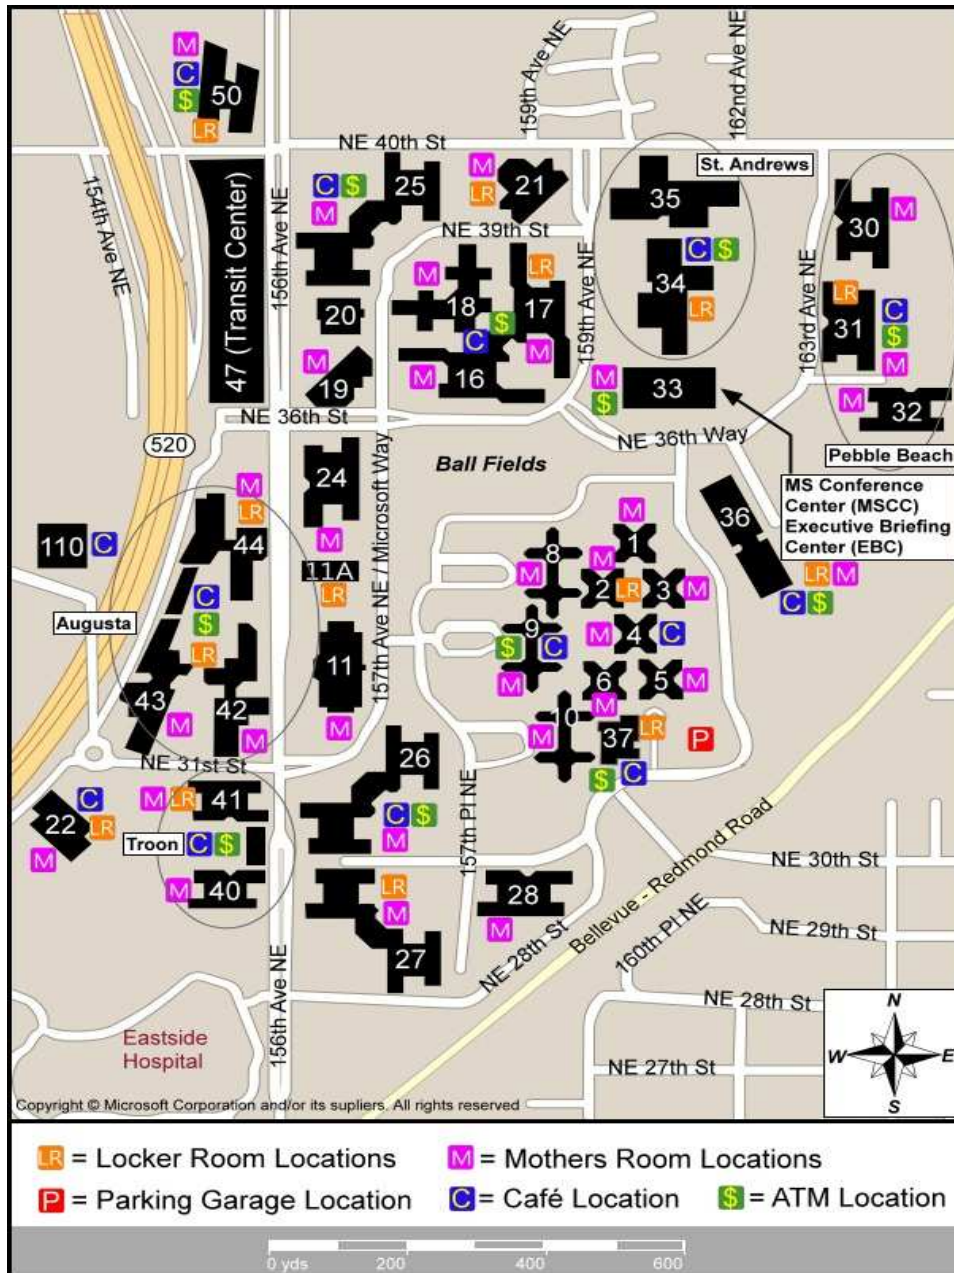 M
C
$
50
LR
159th Ave NE
162nd Ave NE
NE 40th St
St. Andrews
154th Ave NE
47 (Transit Center)
156th Ave NE
C $
M
25
M
LR
21
35
30
M
NE 39th St
M
LR
18
17
20
C $
34
LR
159th Ave NE
163rd Ave NE
LR
31
C
$
M
$
C
M
M
19
M
16
M
$
33
M
32
NE 36th St
NE 36th Way
Pebble Beach
520
Ball Fields
MS Conference
Center (MSCC)
Executive Briefing
Center (EBC)
24
M
LR
44
M
36
110 C
M
11A
LR
M
8
M
M
1
2
LR
3
M
LR M
C $
Augusta
C
$
LR
157th Ave NE / Microsoft Way
9
$
C
M
M
4
C
11
43
M
42
M
M
6
M
5
M
10
M
37
LR
P
$
C
NE 31st St
26
C $
M
157th Pl NE
C
22
LR
M
M
LR
41
Troon
C $
M
40
LR
M
27
28
M
NE 28th St
Bellevue - Redmond Road
NE 30th St
160th Pl NE
NE 29th St
NE 28th St
NE 27th St
156th Ave NE
Eastside
Hospital
N
W E
S
Copyright © Microsoft Corporation and/or its supliers. All rights reserved
LR = Locker Room Locations M = Mothers Room Locations
P = Parking Garage Location C = Café Location $ = ATM Location
0 yds 200 400 600